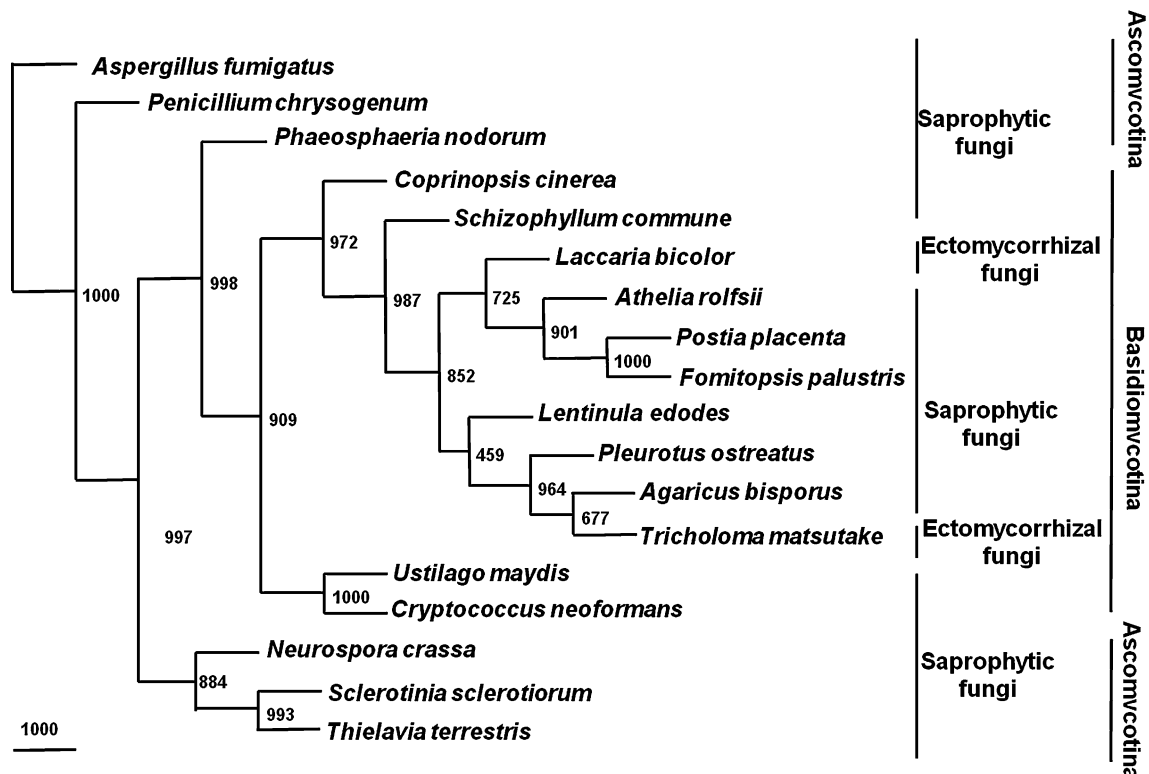 Aspergillus fumigatus
Penicillium chrysogenum
Phaeosphaeria nodorum
Coprinopsis cinerea
Schizophyllum commune
Laccaria bicolor
Athelia rolfsii
Postia placenta
Fomitopsis palustris
Lentinula edodes
Pleurotus ostreatus
Agaricus bisporus
Tricholoma matsutake
Ustilago maydis
Cryptococcus neoformans
Neurospora crassa
Sclerotinia sclerotiorum
Thielavia terrestris
1000
998
972
987
725
901
1000
852
909
459
964
677
997
1000
884
993
1000
Saprophytic
fungi
Ectomycorrhizal
fungi
Saprophytic
fungi
Ectomycorrhizal
fungi
Saprophytic
fungi
Ascomvcotina
Basidiomvcotina
Ascomvcotina